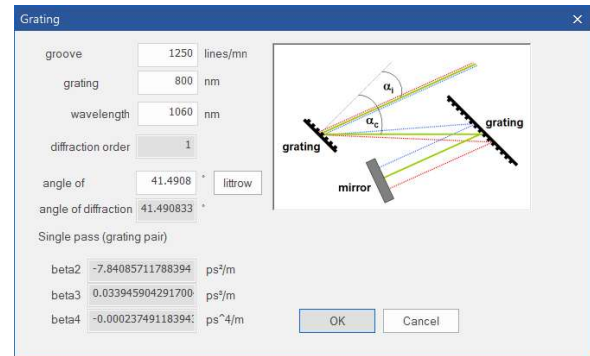 Grating
groove 1250 lines/mn
grating 800 nm
wavelength 1060 nm
diffraction order 1
angle of 41.4908 ° littrow
angle of diffraction 41.490833 °
αi
αc
grating
grating
mirror
Single pass (grating pair)
beta2 -7.84085711788394 ps²/m
beta3 0.033945904291700 ps³/m
beta4 -0.00023749118394 ps^4/m
OK Cancel